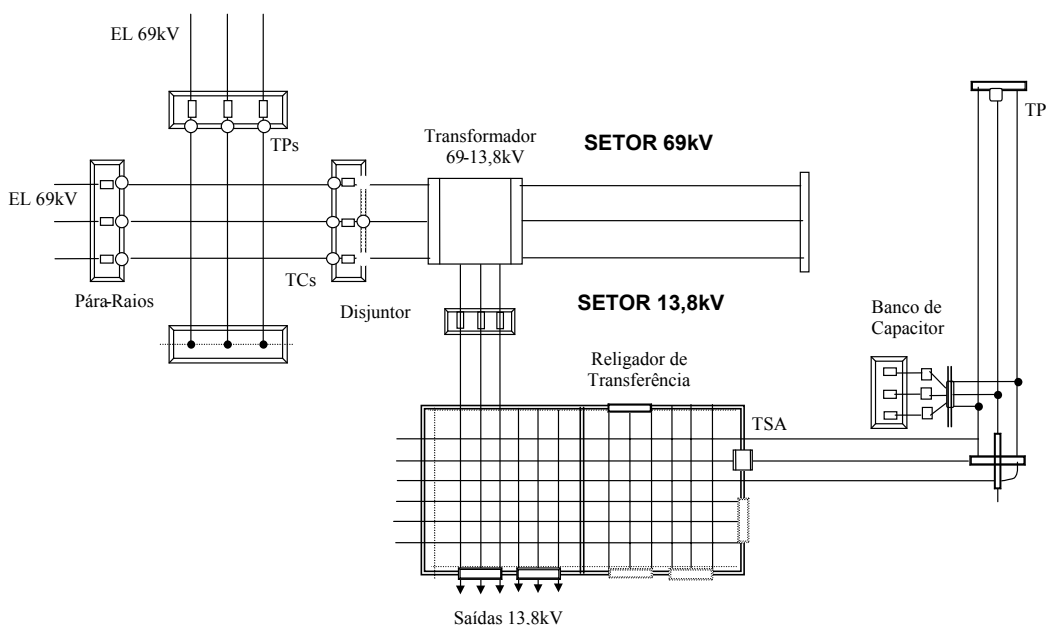 EL 69kV
TPs
TP
Transformador
69-13,8kV
SETOR 69kV
EL 69kV
TCs
Pára-Raios
Disjuntor
SETOR 13,8kV
Banco de
Capacitor
Religador de
Transferência
TSA
Saídas 13,8kV